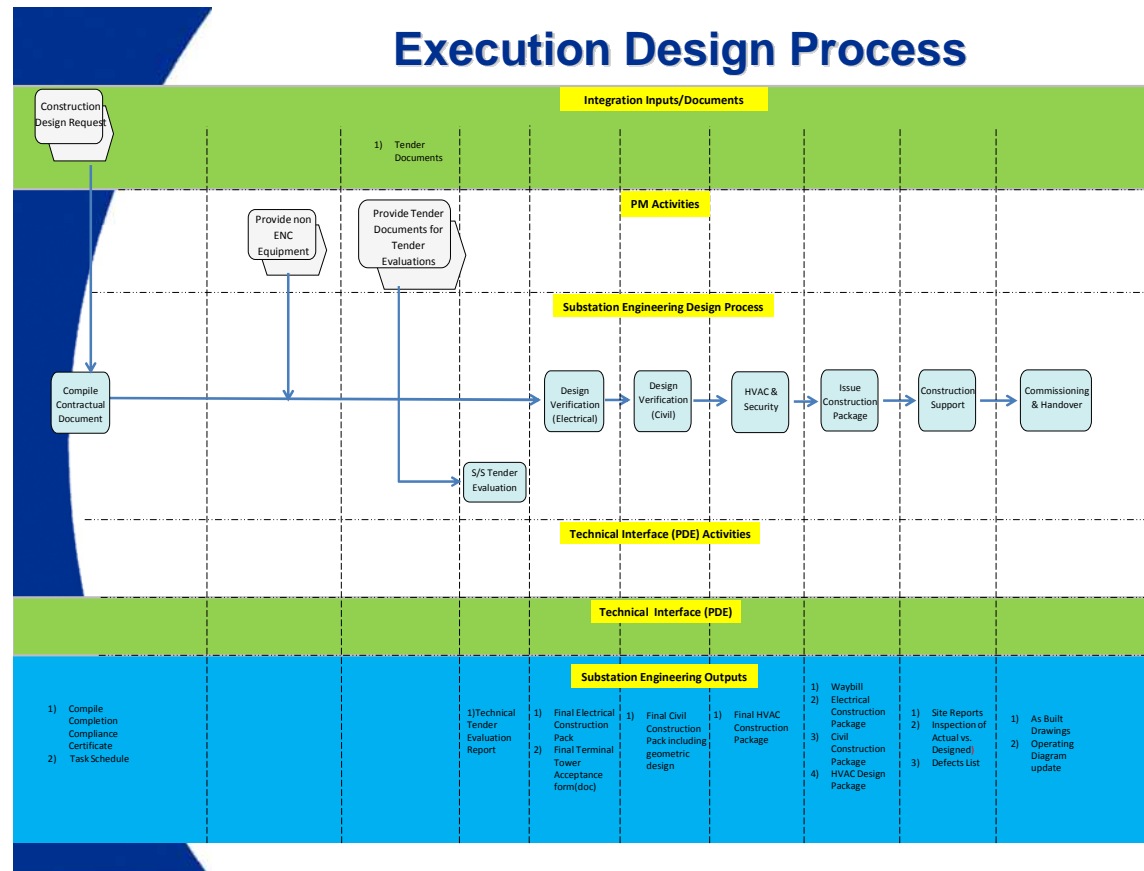 Execution Design Process
Integration Inputs/Documents
Construction
Design Request
1) Tender
Documents
PM Activities
Provide non
ENC
Equipment
Provide Tender
Documents for
Tender
Evaluations
Substation Engineering Design Process
Compile
Contractual
Document
Design
Verification
(Electrical)
Design
Verification
(Civil)
HVAC &
Security
Issue
Construction
Package
Construction
Support
Commissioning
& Handover
S/S Tender
Evaluation
Technical Interface (PDE) Activities
Technical Interface (PDE)
Substation Engineering Outputs
1) Compile
Completion
Compliance
Certificate
2) Task Schedule
1)Technical
Tender
Evaluation
Report
1) Final Electrical
Construction
Pack
2) Final Terminal
Tower
Acceptance
form(doc)
1) Final Civil
Construction
Pack including
geometric
design
1) Final HVAC
Construction
Package
1) Waybill
2) Electrical
Construction
Package
3) Civil
Construction
Package
4) HVAC Design
Package
1) Site Reports
2) Inspection of
Actual vs.
Designed)
3) Defects List
1) As Built
Drawings
2) Operating
Diagram
update